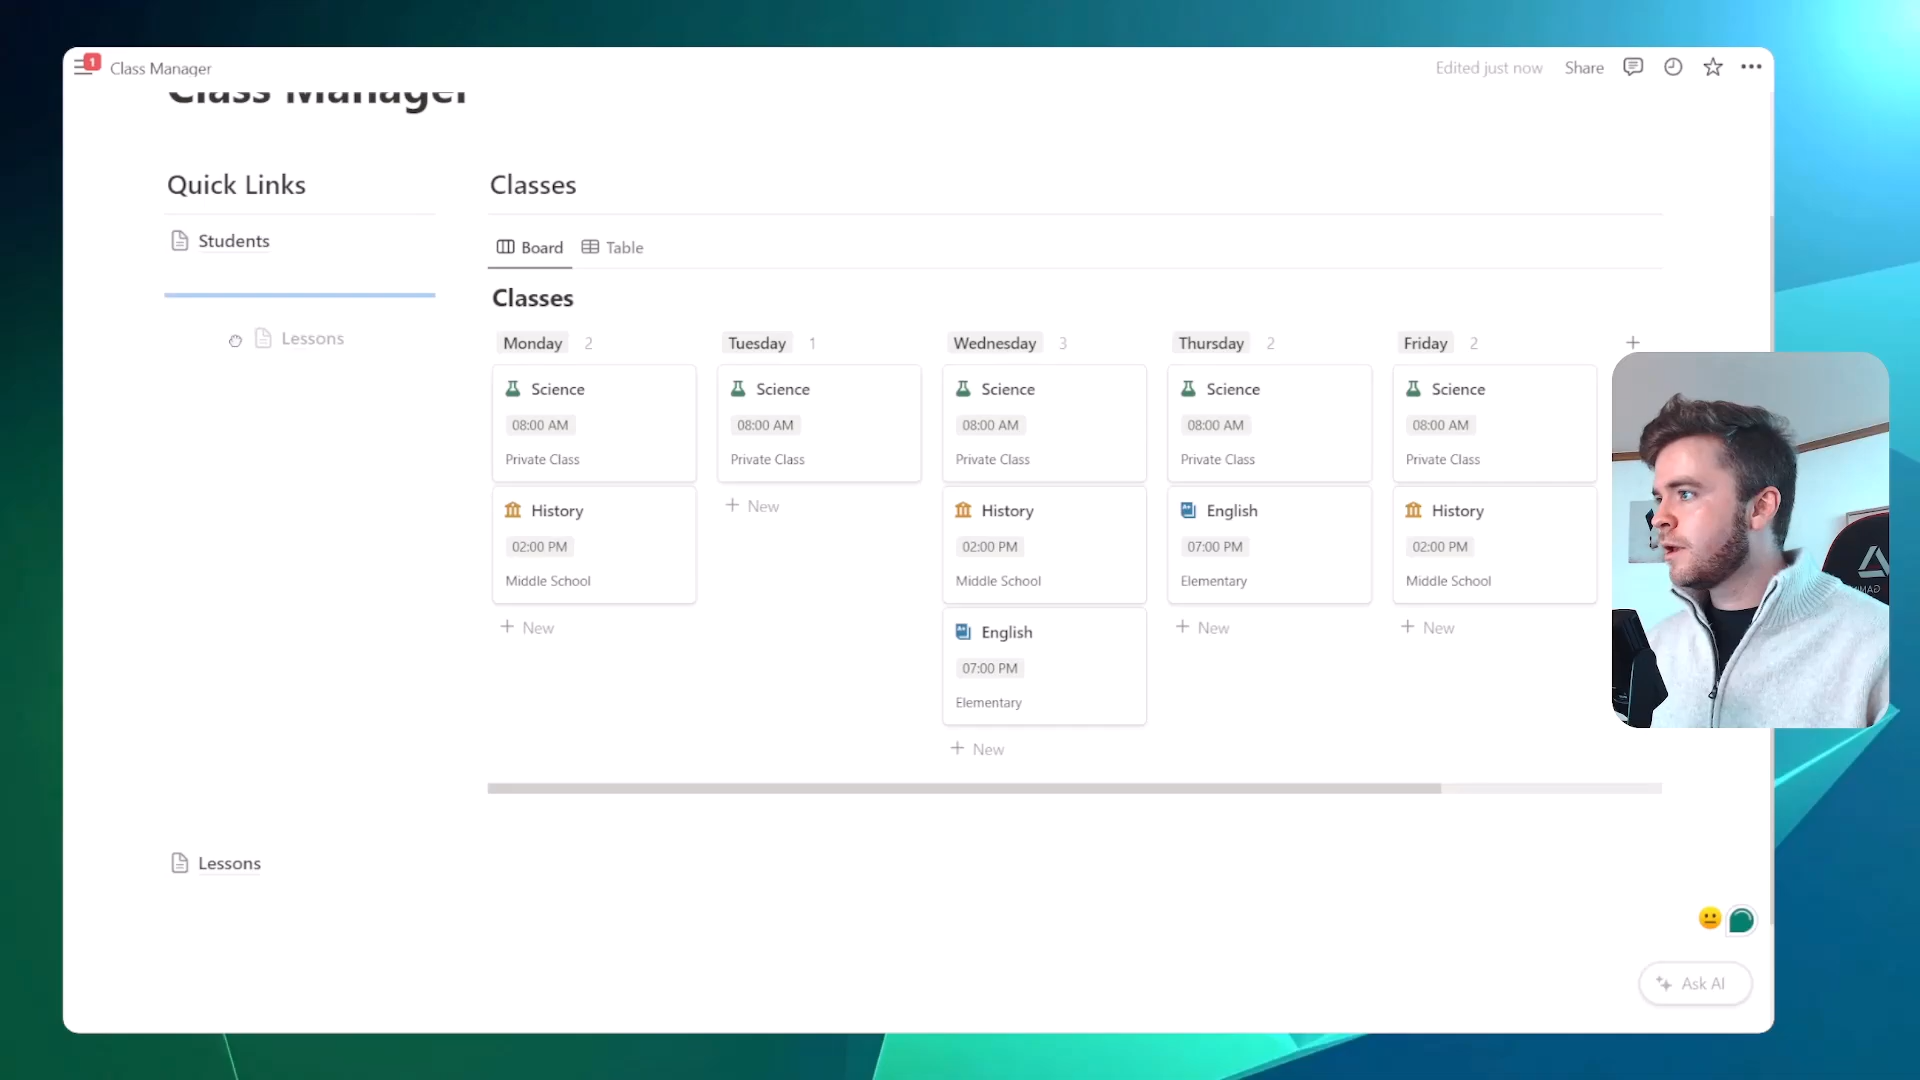 1
Class Manager
Edited just now
Share
Class Manager
Quick Links
Classes
Students
Board
Table
Classes
Lessons
Monday 2
Tuesday 1
Wednesday 3
Thursday 2
Friday 2
Science
08:00 AM
Private Class
Science
08:00 AM
Private Class
Science
08:00 AM
Private Class
Science
08:00 AM
Private Class
Science
08:00 AM
Private Class
History
02:00 PM
Middle School
+ New
+ New
History
02:00 PM
Middle School
English
07:00 PM
Elementary
+ New
History
02:00 PM
Middle School
+ New
English
07:00 PM
Elementary
+ New
Lessons
Ask AI